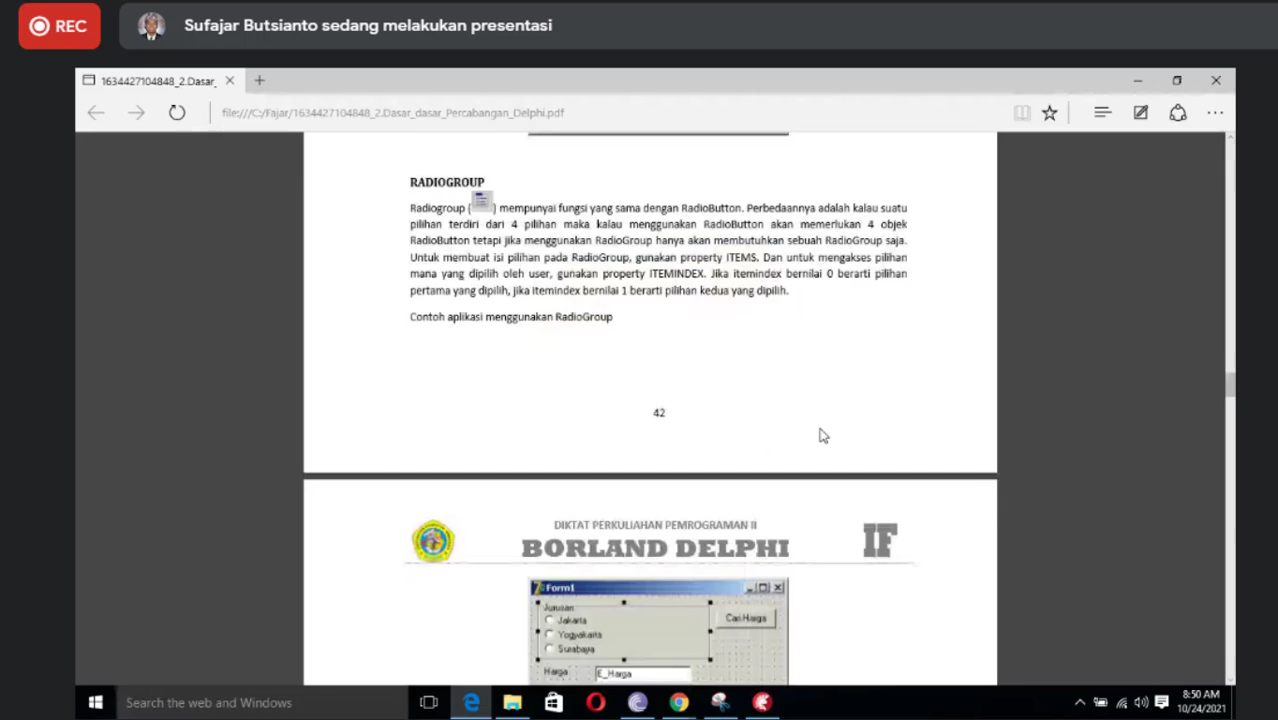 REC
Sufajar Butsianto sedang melakukan presentasi
1634427104848_2.Dasar_
file:///C:/Fajar/1634427104848_2.Dasar_dasar_Percabangan_Delphi.pdf
RADIOGROUP
Radiogroup ( ) mempunyai fungsi yang sama dengan RadioButton. Perbedaannya adalah kalau suatu
pilihan terdiri dari 4 pilihan maka kalau menggunakan RadioButton akan memerlukan 4 objek
RadioButton tetapi jika menggunakan RadioGroup hanya akan membutuhkan sebuah RadioGroup saja.
Untuk membuat isi pilihan pada RadioGroup, gunakan property ITEMS. Dan untuk mengakses pilihan
mana yang dipilih oleh user, gunakan property ITEMINDEX. Jika itemindex bernilai 0 berarti pilihan
pertama yang dipilih, jika itemindex bernilai 1 berarti pilihan kedua yang dipilih.
Contoh aplikasi menggunakan RadioGroup
42
DIKTAT PERKULIAHAN PEMROGRAMAN II
BORLAND DELPHI
IF
Form1
Jurusan
Jakarta
Cari Harga
Yogyakarta
Surabaya
Harga E_Harga
Search the web and Windows
8:50 AM
10/24/2021